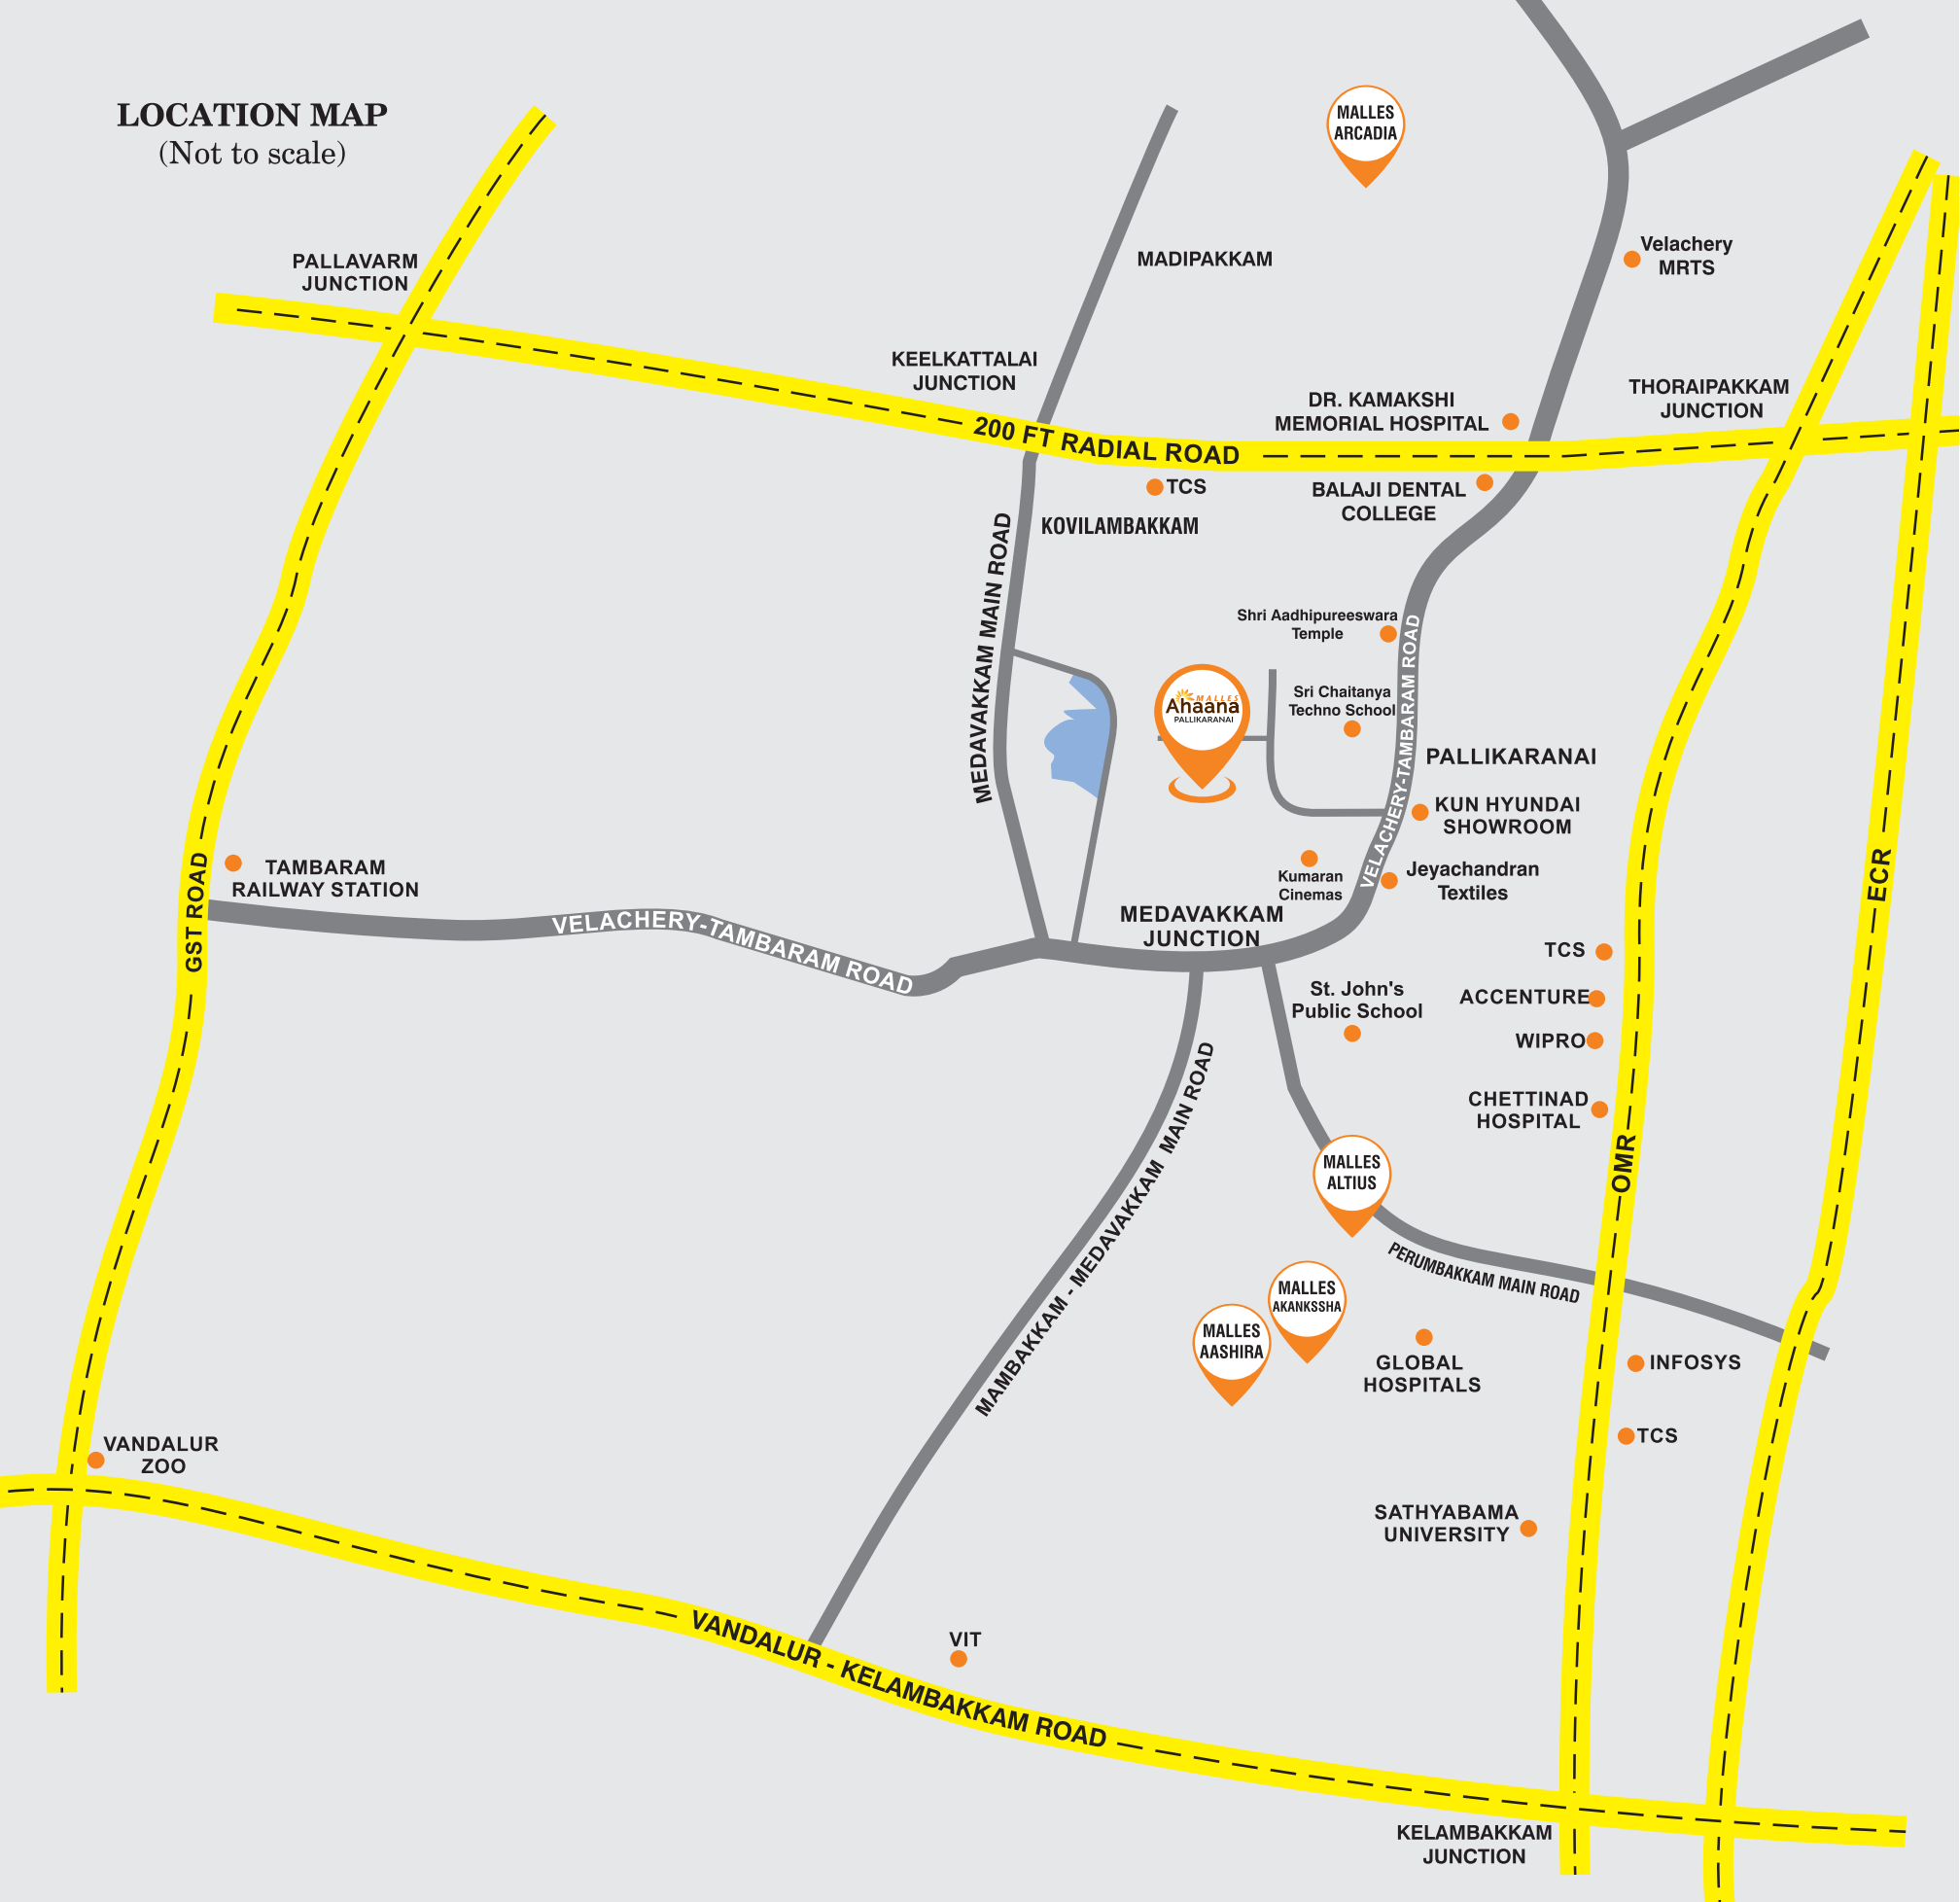 LOCATION MAP
(Not to scale)
MALLES
ARCADIA
PALLAVARM
JUNCTION
MADIPAKKAM
Velachery
MRTS
KEELKATTALAI
JUNCTION
DR. KAMAKSHI
MEMORIAL HOSPITAL
THORAIPAKKAM
JUNCTION
200 FT RADIAL ROAD
TCS
BALAJI DENTAL
COLLEGE
KOVILAMBAKKAM
MEDAVAKKAM MAIN ROAD
Shri Aadhipureeswara
Temple
VELACHERY-TAMBARAM ROAD
MALLES
Ahaana
PALLIKARANAI
Sri Chaitanya
Techno School
PALLIKARANAI
KUN HYUNDAI
SHOWROOM
Kumaran
Cinemas
Jeyachandran
Textiles
ECR
GST ROAD
TAMBARAM
RAILWAY STATION
VELACHERY-TAMBARAM ROAD
MEDAVAKKAM
JUNCTION
TCS
St. John's
Public School
ACCENTURE
WIPRO
CHETTINAD
HOSPITAL
OMR
MAMBAKKAM - MEDAVAKKAM MAIN ROAD
MALLES
ALTIUS
PERUMBAKKAM MAIN ROAD
MALLES
AKANKSSHA
MALLES
AASHIRA
GLOBAL
HOSPITALS
INFOSYS
TCS
VANDALUR
ZOO
SATHYABAMA
UNIVERSITY
VIT
VANDALUR - KELAMBAKKAM ROAD
KELAMBAKKAM
JUNCTION